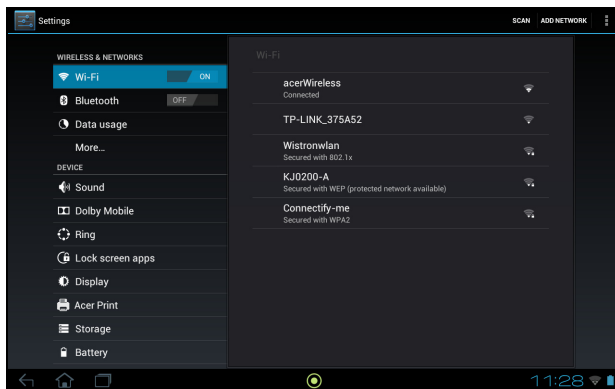 Settings
SCAN ADD NETWORK
WIRELESS & NETWORKS
Wi-Fi ON
Bluetooth OFF
Data usage
More...
DEVICE
Sound
Dolby Mobile
Ring
Lock screen apps
Display
Acer Print
Storage
Battery
Wi-Fi
acerWireless
Connected
TP-LINK_375A52
Wistronwlan
Secured with 802.1x
KJ0200-A
Secured with WEP (protected network available)
Connectify-me
Secured with WPA2
11:28